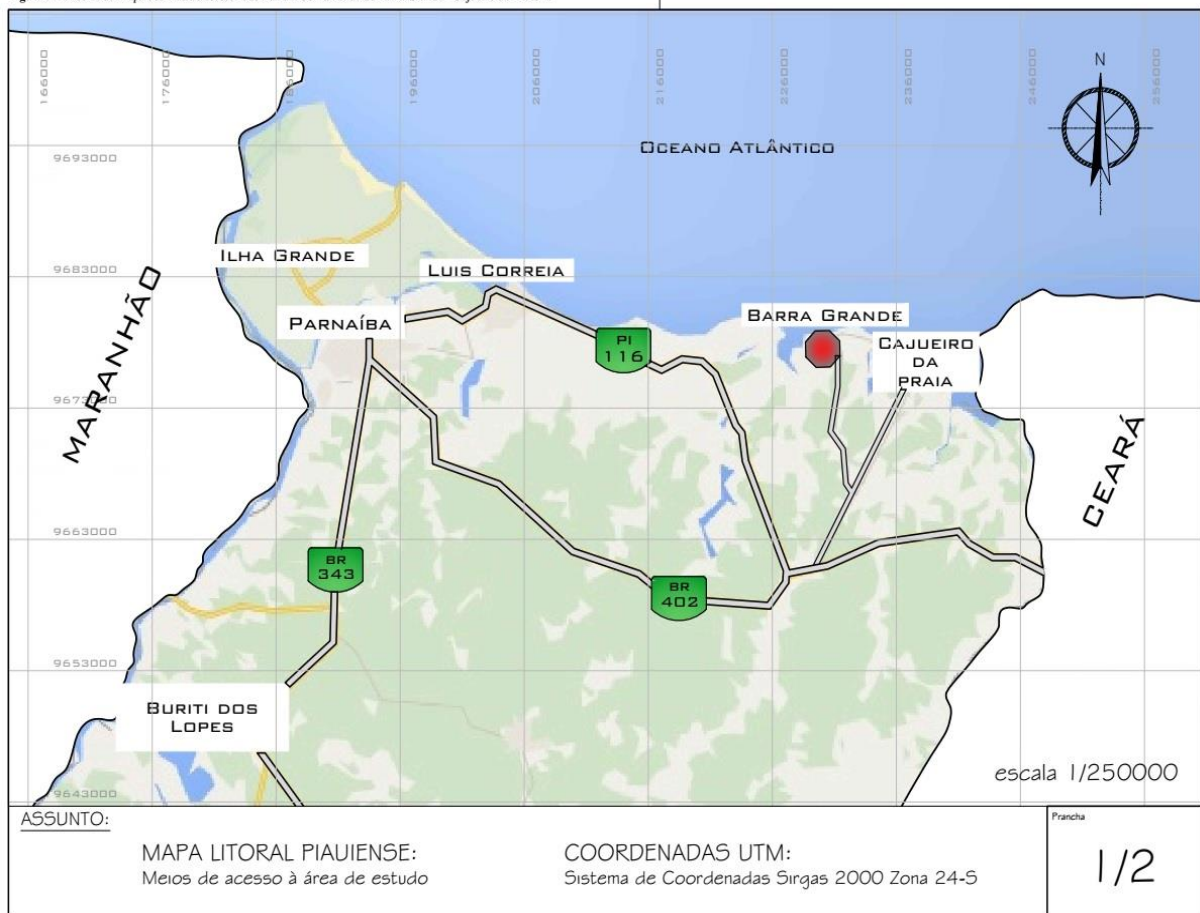 166000
176000
186000
196000
206000
216000
226000
236000
246000
256000
N
OCEANO ATLÂNTICO
9693000
ILHA GRANDE
LUIS CORREIA
9683000
MARANHÃO
PARNAÍBA
BARRA GRANDE
PI
116
CAJUEIRO
DA
PRAIA
9673000
CEARÁ
9663000
BR
343
BR
402
9653000
BURITI DOS
LOPES
escala 1/250000
9643000
ASSUNTO:
MAPA LITORAL PIAUIENSE:
Meios de acesso à área de estudo
COORDENADAS UTM:
Sistema de Coordenadas Sirgas 2000 Zona 24-S
Prancha
1/2